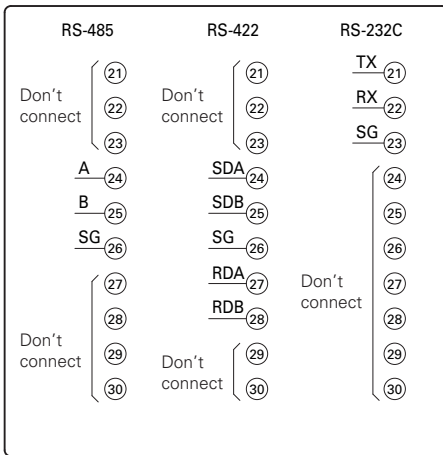 RS-485
Don't
connect
21
22
23
A 24
B 25
SG 26
Don't
connect
27
28
29
30
RS-422
Don't
connect
21
22
23
SDA 24
SDB 25
SG 26
RDA 27
RDB 28
Don't
connect
29
30
RS-232C
TX 21
RX 22
SG 23
Don't
connect
24
25
26
27
28
29
30